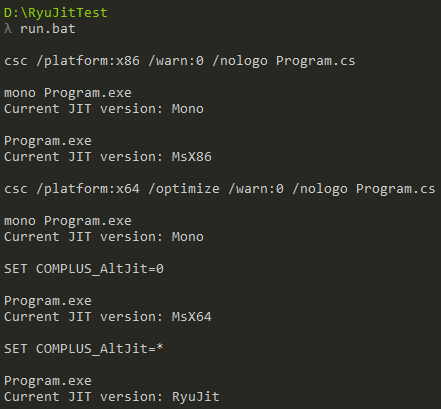 D:\RyuJitTest
λ run.bat
csc /platform:x86 /warn:0 /nologo Program.cs
mono Program.exe
Current JIT version: Mono
Program.exe
Current JIT version: MsX86
csc /platform:x64 /optimize /warn:0 /nologo Program.cs
mono Program.exe
Current JIT version: Mono
SET COMPLUS_AltJit=0
Program.exe
Current JIT version: MsX64
SET COMPLUS_AltJit=*
Program.exe
Current JIT version: RyuJit